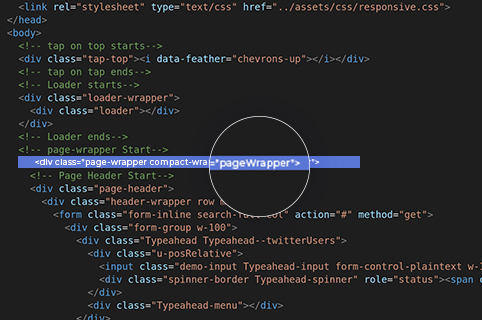 <link rel="stylesheet" type="text/css" href="../assets/css/responsive.css">
</head>
<body>
<!-- tap on top starts-->
<div class="tap-top"><i data-feather="chevrons-up"></i></div>
<!-- tap on tap ends-->
<!-- Loader starts-->
<div class="loader-wrapper">
<div class="loader"></div>
</div>
<!-- Loader ends-->
<!-- page-wrapper Start-->
<div class="page-wrapper compact-wra ="pageWrapper"> ">
<!-- Page Header Start-->
<div class="page-header">
<div class="header-wrapper row
<form class="form-inline search- col" action="#" method="get">
<div class="form-group w-100">
<div class="Typeahead Typeahead--twitterUsers">
<div class="u-posRelative">
<input class="demo-input Typeahead-input form-control-plaintext w-1
<div class="spinner-border Typeahead-spinner" role="status"><span c
</div>
<div class="Typeahead-menu"></div>
</div>